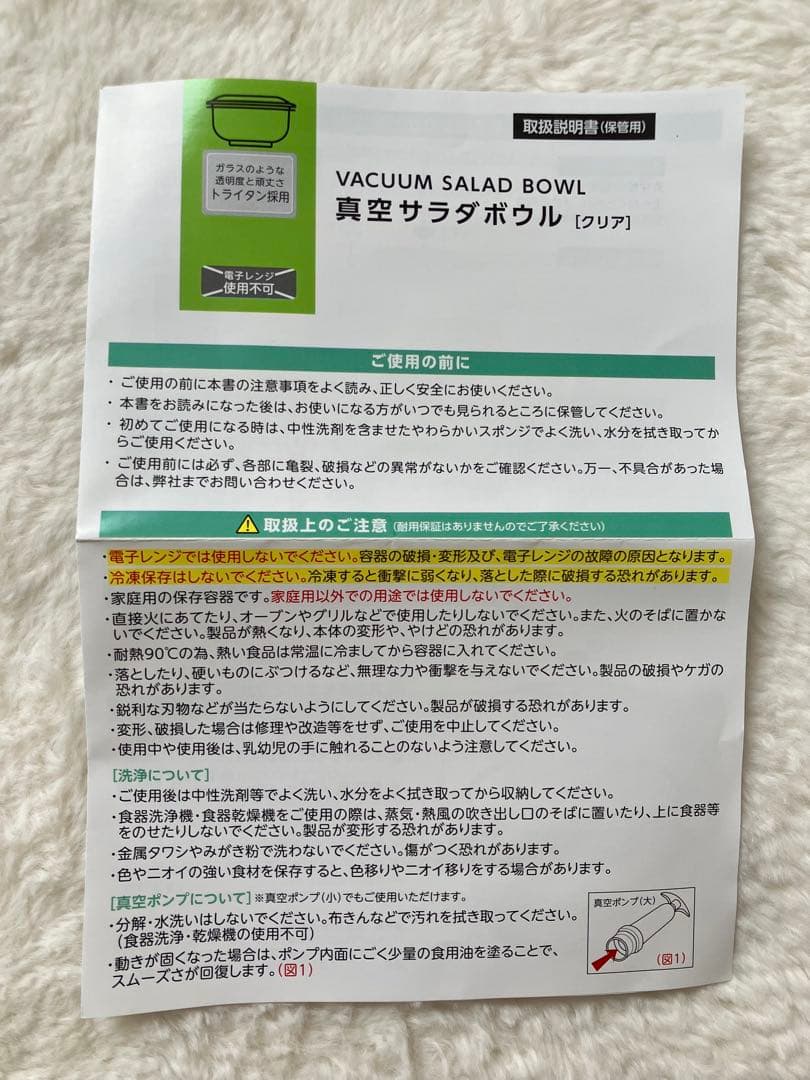 取扱説明書(保管用)
ガラスのような
透明度と頑丈さ
トライタン採用
VACUUM SALAD BOWL
真空サラダボウル [クリア]
電子レンジ
使用不可
ご使用の前に
・ご使用の前に本書の注意事項をよく読み、正しく安全にお使いください。
・本書をお読みになった後は、お使いになる方がいつでも見られるところに保管してください。
・初めてご使用になる時は、中性洗剤を含ませたやわらかいスポンジでよく洗い、水分を拭き取ってか
らご使用ください。
・ご使用前には必ず、各部に亀裂、破損などの異常がないかをご確認ください。万一、不具合があった場
合は、弊社までお問い合わせください。
取扱上のご注意 (耐用保証はありませんのでご了承ください)
・電子レンジでは使用しないでください。容器の破損・変形及び、電子レンジの故障の原因となります。
・冷凍保存はしないでください。冷凍すると衝撃に弱くなり、落とした際に破損する恐れがあります。
・家庭用の保存容器です。家庭用以外での用途では使用しないでください。
・直接火にあてたり、オーブンやグリルなどで使用したりしないでください。また、火のそばに置かな
いでください。製品が熱くなり、本体の変形や、やけどの恐れがあります。
・耐熱90℃の為、熱い食品は常温に冷ましてから容器に入れてください。
・落としたり、硬いものにぶつけるなど、無理な力や衝撃を与えないでください。製品の破損やケガの
恐れがあります。
・鋭利な刃物などが当たらないようにしてください。製品が破損する恐れがあります。
・変形、破損した場合は修理や改造等をせず、ご使用を中止してください。
・使用中や使用後は、乳幼児の手に触れることのないよう注意してください。
[洗浄について]
・ご使用後は中性洗剤等でよく洗い、水分をよく拭き取ってから収納してください。
・食器洗浄機・食器乾燥機をご使用の際は、蒸気・熱風の吹き出し口のそばに置いたり、上に食器等
をのせたりしないでください。製品が変形する恐れがあります。
・金属タワシやみがき粉で洗わないでください。傷がつく恐れがあります。
・色やニオイの強い食材を保存すると、色移りやニオイ移りをする場合があります。
[真空ポンプについて] ※真空ポンプ(小)でもご使用いただけます。
・分解・水洗いはしないでください。布きんなどで汚れを拭き取ってください。
(食器洗浄・乾燥機の使用不可)
・動きが固くなった場合は、ポンプ内面にごく少量の食用油を塗ることで、
スムーズさが回復します。(図1)
真空ポンプ(大)
(図1)